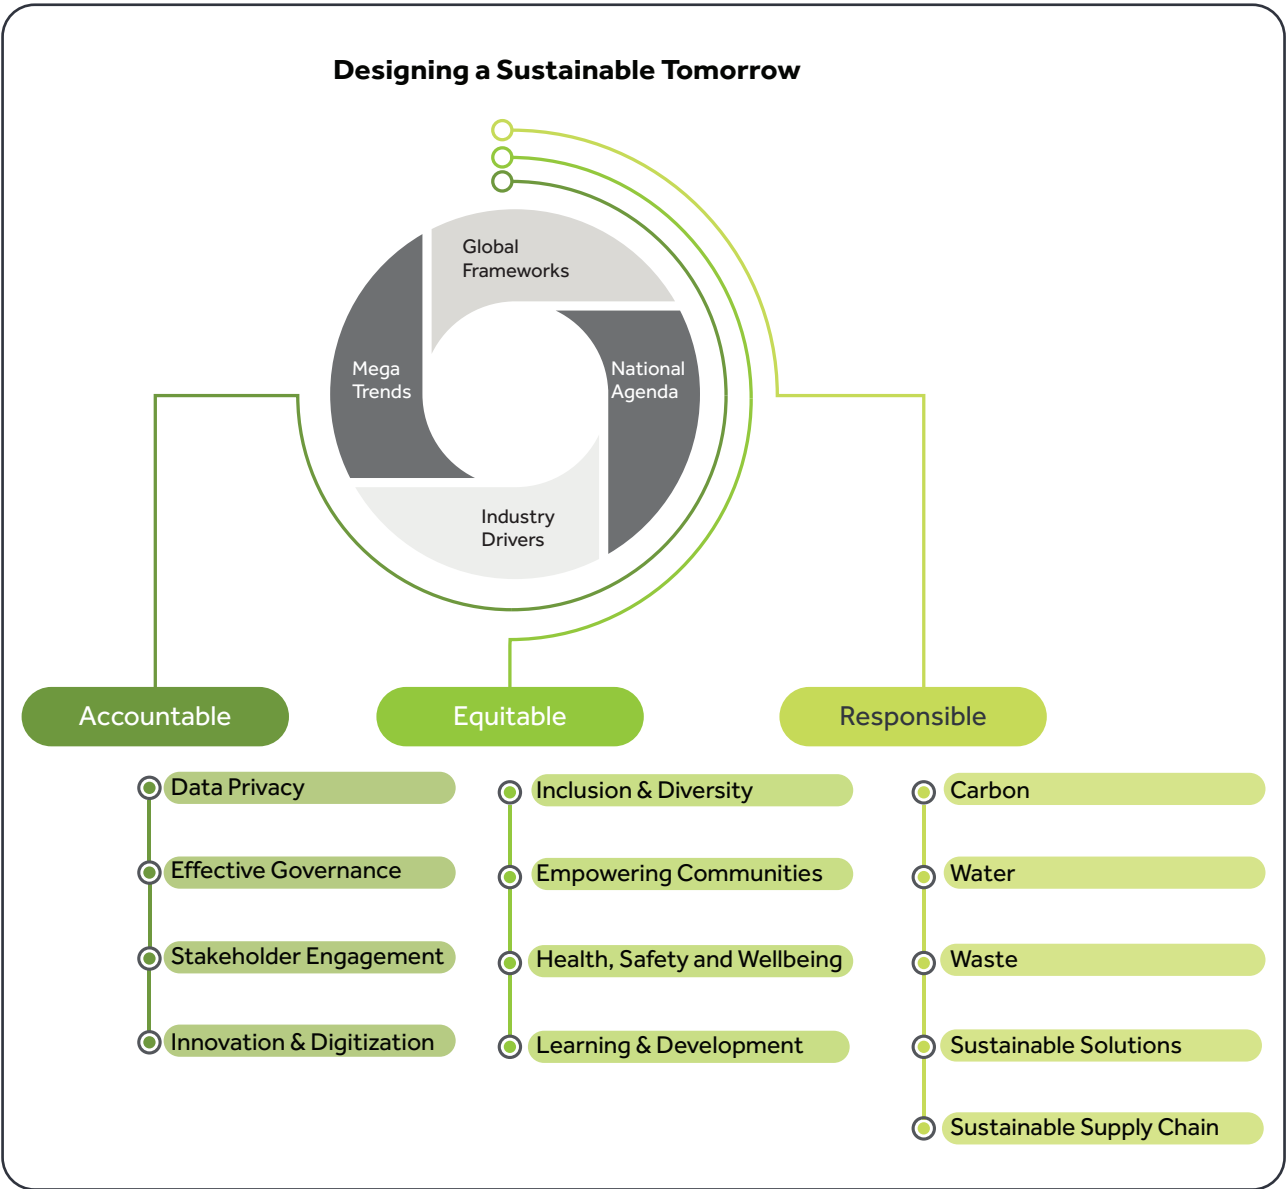 Designing a Sustainable Tomorrow
Global
Frameworks
Mega
Trends
National
Agenda
Industry
Drivers
Accountable
Data Privacy
Effective Governance
Stakeholder Engagement
Innovation & Digitization
Equitable
Inclusion & Diversity
Empowering Communities
Health, Safety and Wellbeing
Learning & Development
Responsible
Carbon
Water
Waste
Sustainable Solutions
Sustainable Supply Chain